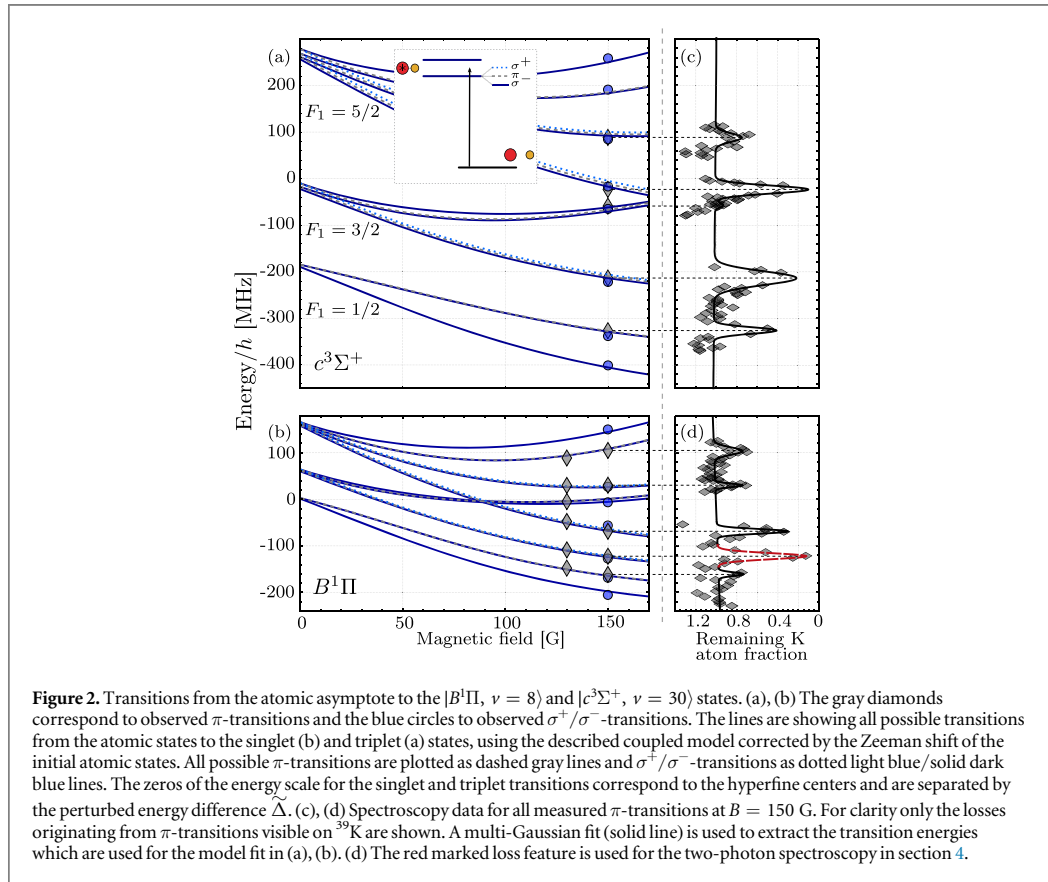 (a)
σ+
π
σ−
F₁ = 5/2
F₁ = 3/2
F₁ = 1/2
c³Σ⁺
200
100
0
-100
-200
-300
-400
Energy/h [MHz]
(c)
(b)
100
0
-100
-200
B¹Π
0 50 100 150
Magnetic field [G]
(d)
1.2 0.8 0.4 0
Remaining K
atom fraction
Figure 2. Transitions from the atomic asymptote to the |B¹Π, ν = 8⟩ and |c³Σ⁺, ν = 30⟩ states. (a), (b) The gray diamonds
correspond to observed π-transitions and the blue circles to observed σ⁺/σ⁻-transitions. The lines are showing all possible transitions
from the atomic states to the singlet (b) and triplet (a) states, using the described coupled model corrected by the Zeeman shift of the
initial atomic states. All possible π-transitions are plotted as dashed gray lines and σ⁺/σ⁻-transitions as dotted light blue/solid dark
blue lines. The zeros of the energy scale for the singlet and triplet transitions correspond to the hyperfine centers and are separated by
the perturbed energy difference Δ̃. (c), (d) Spectroscopy data for all measured π-transitions at B = 150 G. For clarity only the losses
originating from π-transitions visible on ³⁹K are shown. A multi-Gaussian fit (solid line) is used to extract the transition energies
which are used for the model fit in (a), (b). (d) The red marked loss feature is used for the two-photon spectroscopy in section 4.